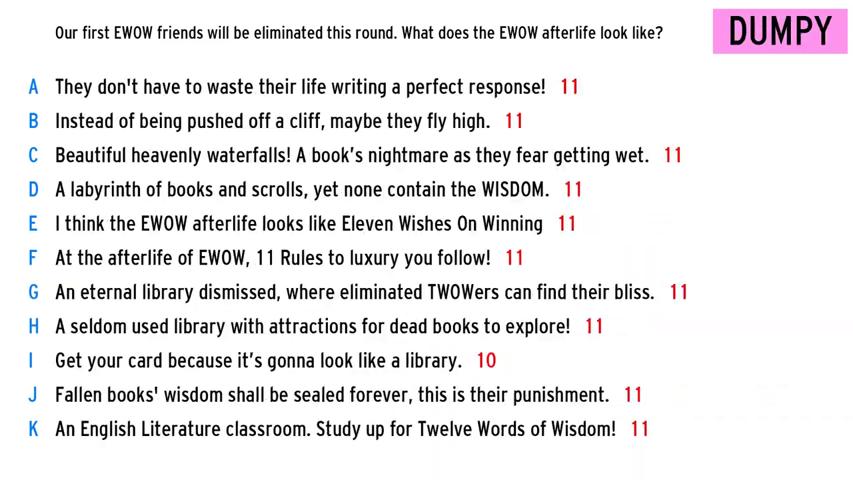 Our first EWOW friends will be eliminated this round. What does the EWOW afterlife look like?
DUMPY
A They don't have to waste their life writing a perfect response! 11
B Instead of being pushed off a cliff, maybe they fly high. 11
C Beautiful heavenly waterfalls! A book's nightmare as they fear getting wet. 11
D A labyrinth of books and scrolls, yet none contain the WISDOM. 11
E I think the EWOW afterlife looks like Eleven Wishes On Winning 11
F At the afterlife of EWOW, 11 Rules to luxury you follow! 11
G An eternal library dismissed, where eliminated TWOWers can find their bliss. 11
H A seldom used library with attractions for dead books to explore! 11
I Get your card because it's gonna look like a library. 10
J Fallen books' wisdom shall be sealed forever, this is their punishment. 11
K An English Literature classroom. Study up for Twelve Words of Wisdom! 11